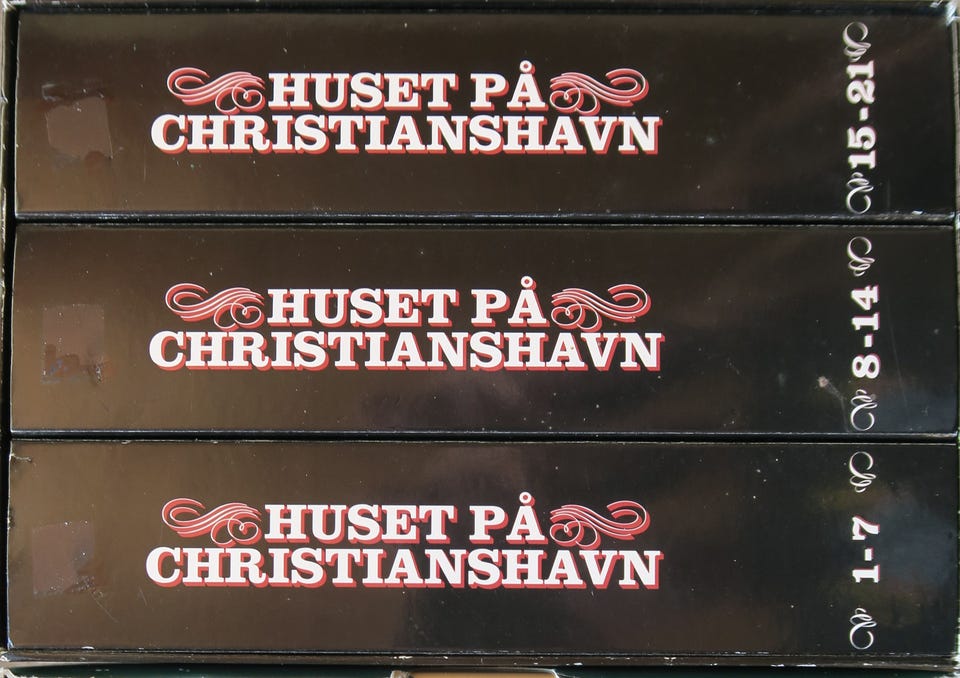 HUSET PÅ
CHRISTIANSHAVN
15-21
HUSET PÅ
CHRISTIANSHAVN
8-14
HUSET PÅ
CHRISTIANSHAVN
1-7